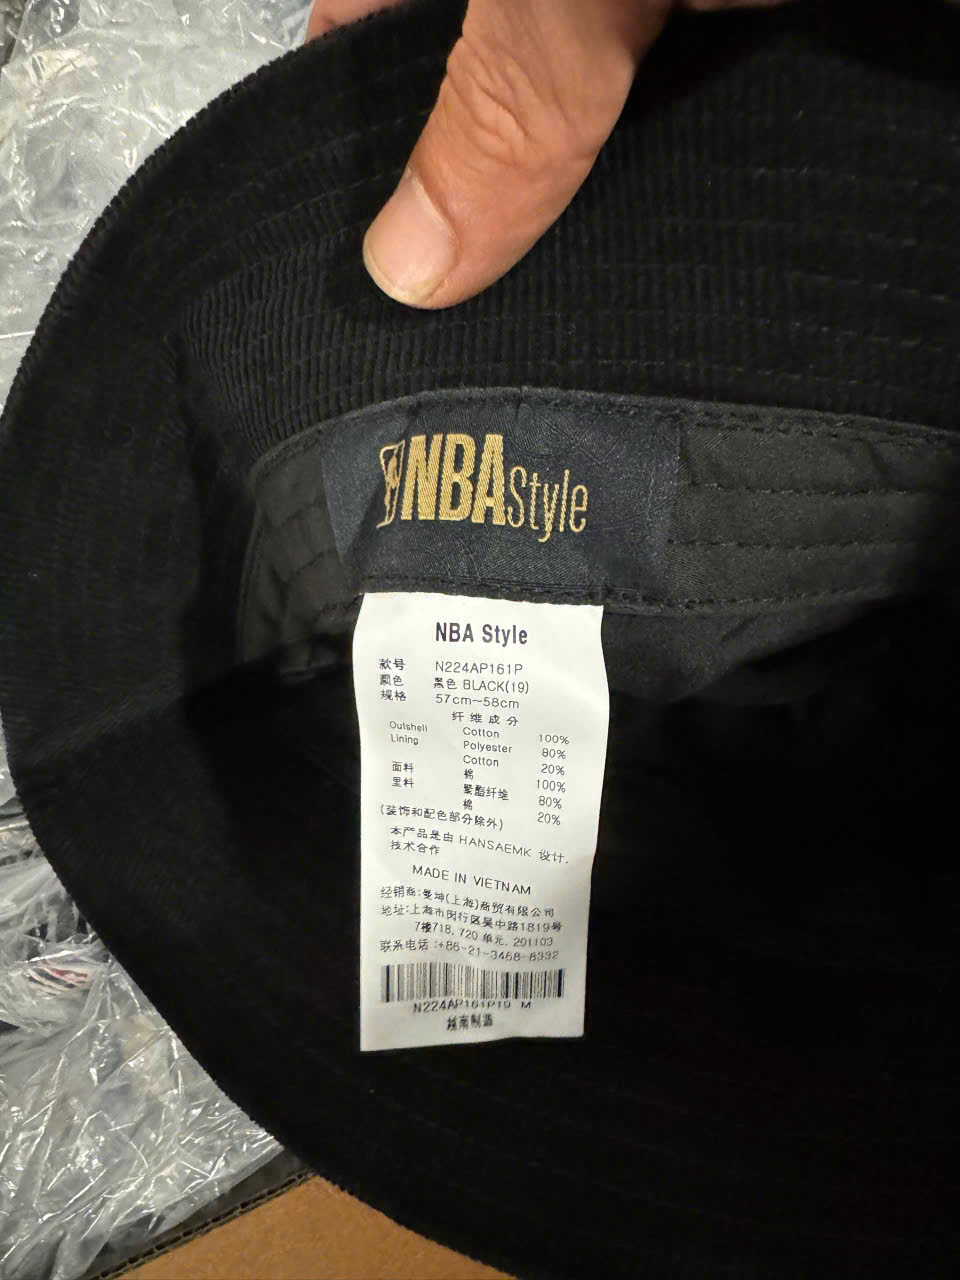 NBA Style
NBA Style
款号 N224AP161P
颜色 黑色 BLACK(19)
规格 57cm~58cm
纤维成分
Outshell Cotton 100%
Lining Polyester 80%
Cotton 20%
面料 棉 100%
里料 聚酯纤维 80%
棉 20%
(装饰和配色部分除外)
本产品是由 HANSAEMK 设计,
技术合作
MADE IN VIETNAM
经销商:曼坤(上海)商贸有限公司
地址:上海市闵行区吴中路1819号
7楼718,720 单元, 201103
联系电话 :+86-21-3468-8332
N224AP161P19 M
越南制造